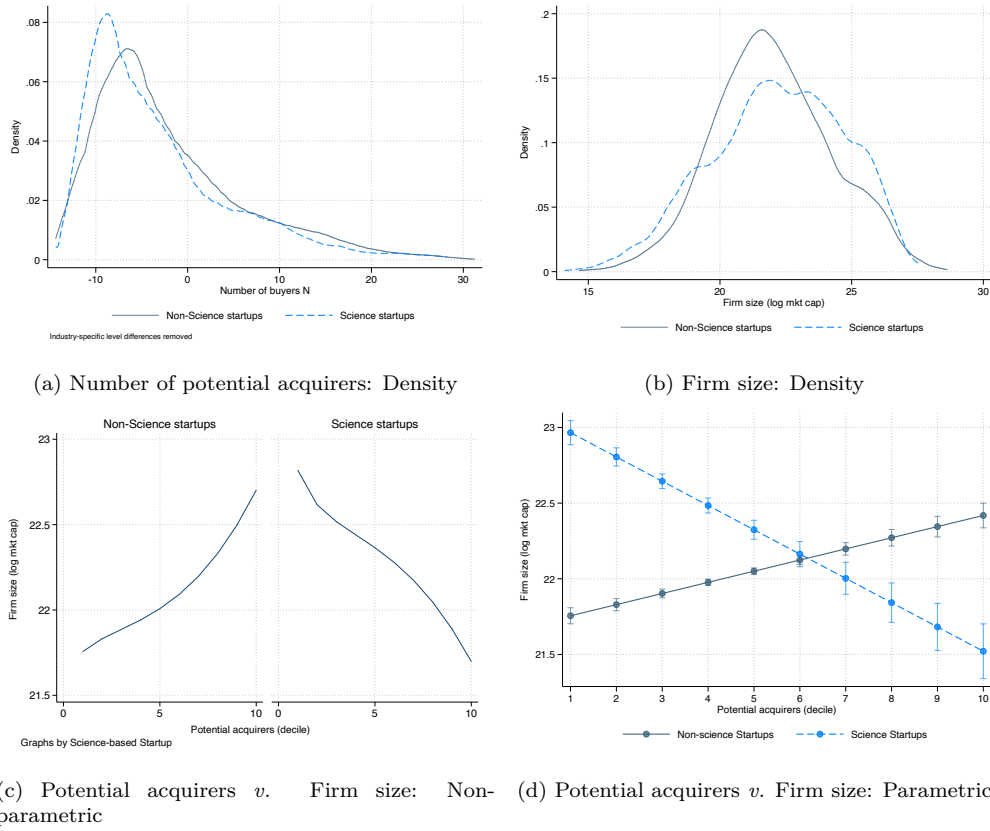 .08
.06
.04
.02
0
Density
-10
0
10
20
30
Number of buyers N
Non-Science startups
Science startups
Industry-specific level differences removed
(a) Number of potential acquirers: Density
.2
.15
.1
.05
0
Density
15
20
25
30
Firm size (log mkt cap)
Non-Science startups
Science startups
(b) Firm size: Density
Non-Science startups
Science startups
23
22.5
22
21.5
Firm size (log mkt cap)
0
5
10
0
5
10
Potential acquirers (decile)
Graphs by Science-based Startup
(c) Potential acquirers v. Firm size: Non-
parametric
23
22.5
22
21.5
Firm size (log mkt cap)
1
2
3
4
5
6
7
8
9
10
Potential acquirers (decile)
Non-science Startups
Science Startups
(d) Potential acquirers v. Firm size: Parametric